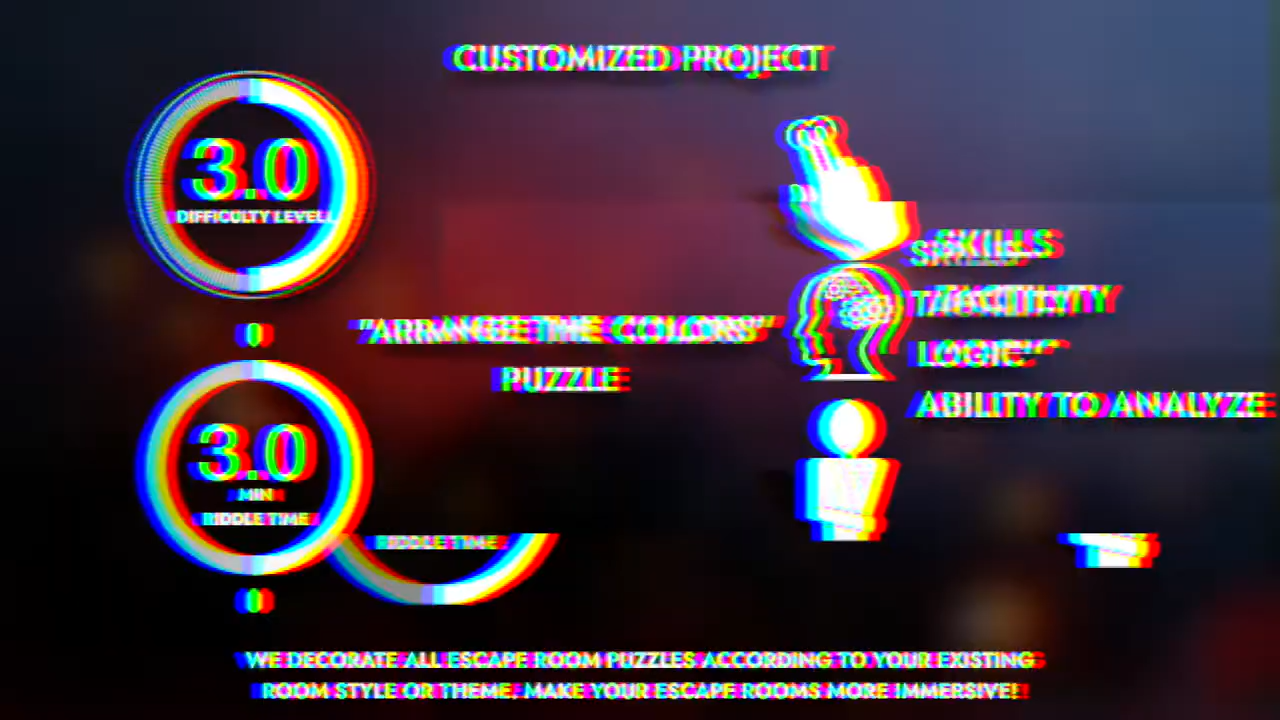 CUSTOMIZED PROJECT
3.0
DIFFICULTY LEVEL
"ARRANGE THE COLORS"
PUZZLE
SKILLS
TACTILITY
LOGIC
ABILITY TO ANALYZE
3.0
MIN
RIDDLE TIME
RIDDLE TIME
WE DECORATE ALL ESCAPE ROOM PUZZLES ACCORDING TO YOUR EXISTING
ROOM STYLE OR THEME. MAKE YOUR ESCAPE ROOMS MORE IMMERSIVE!